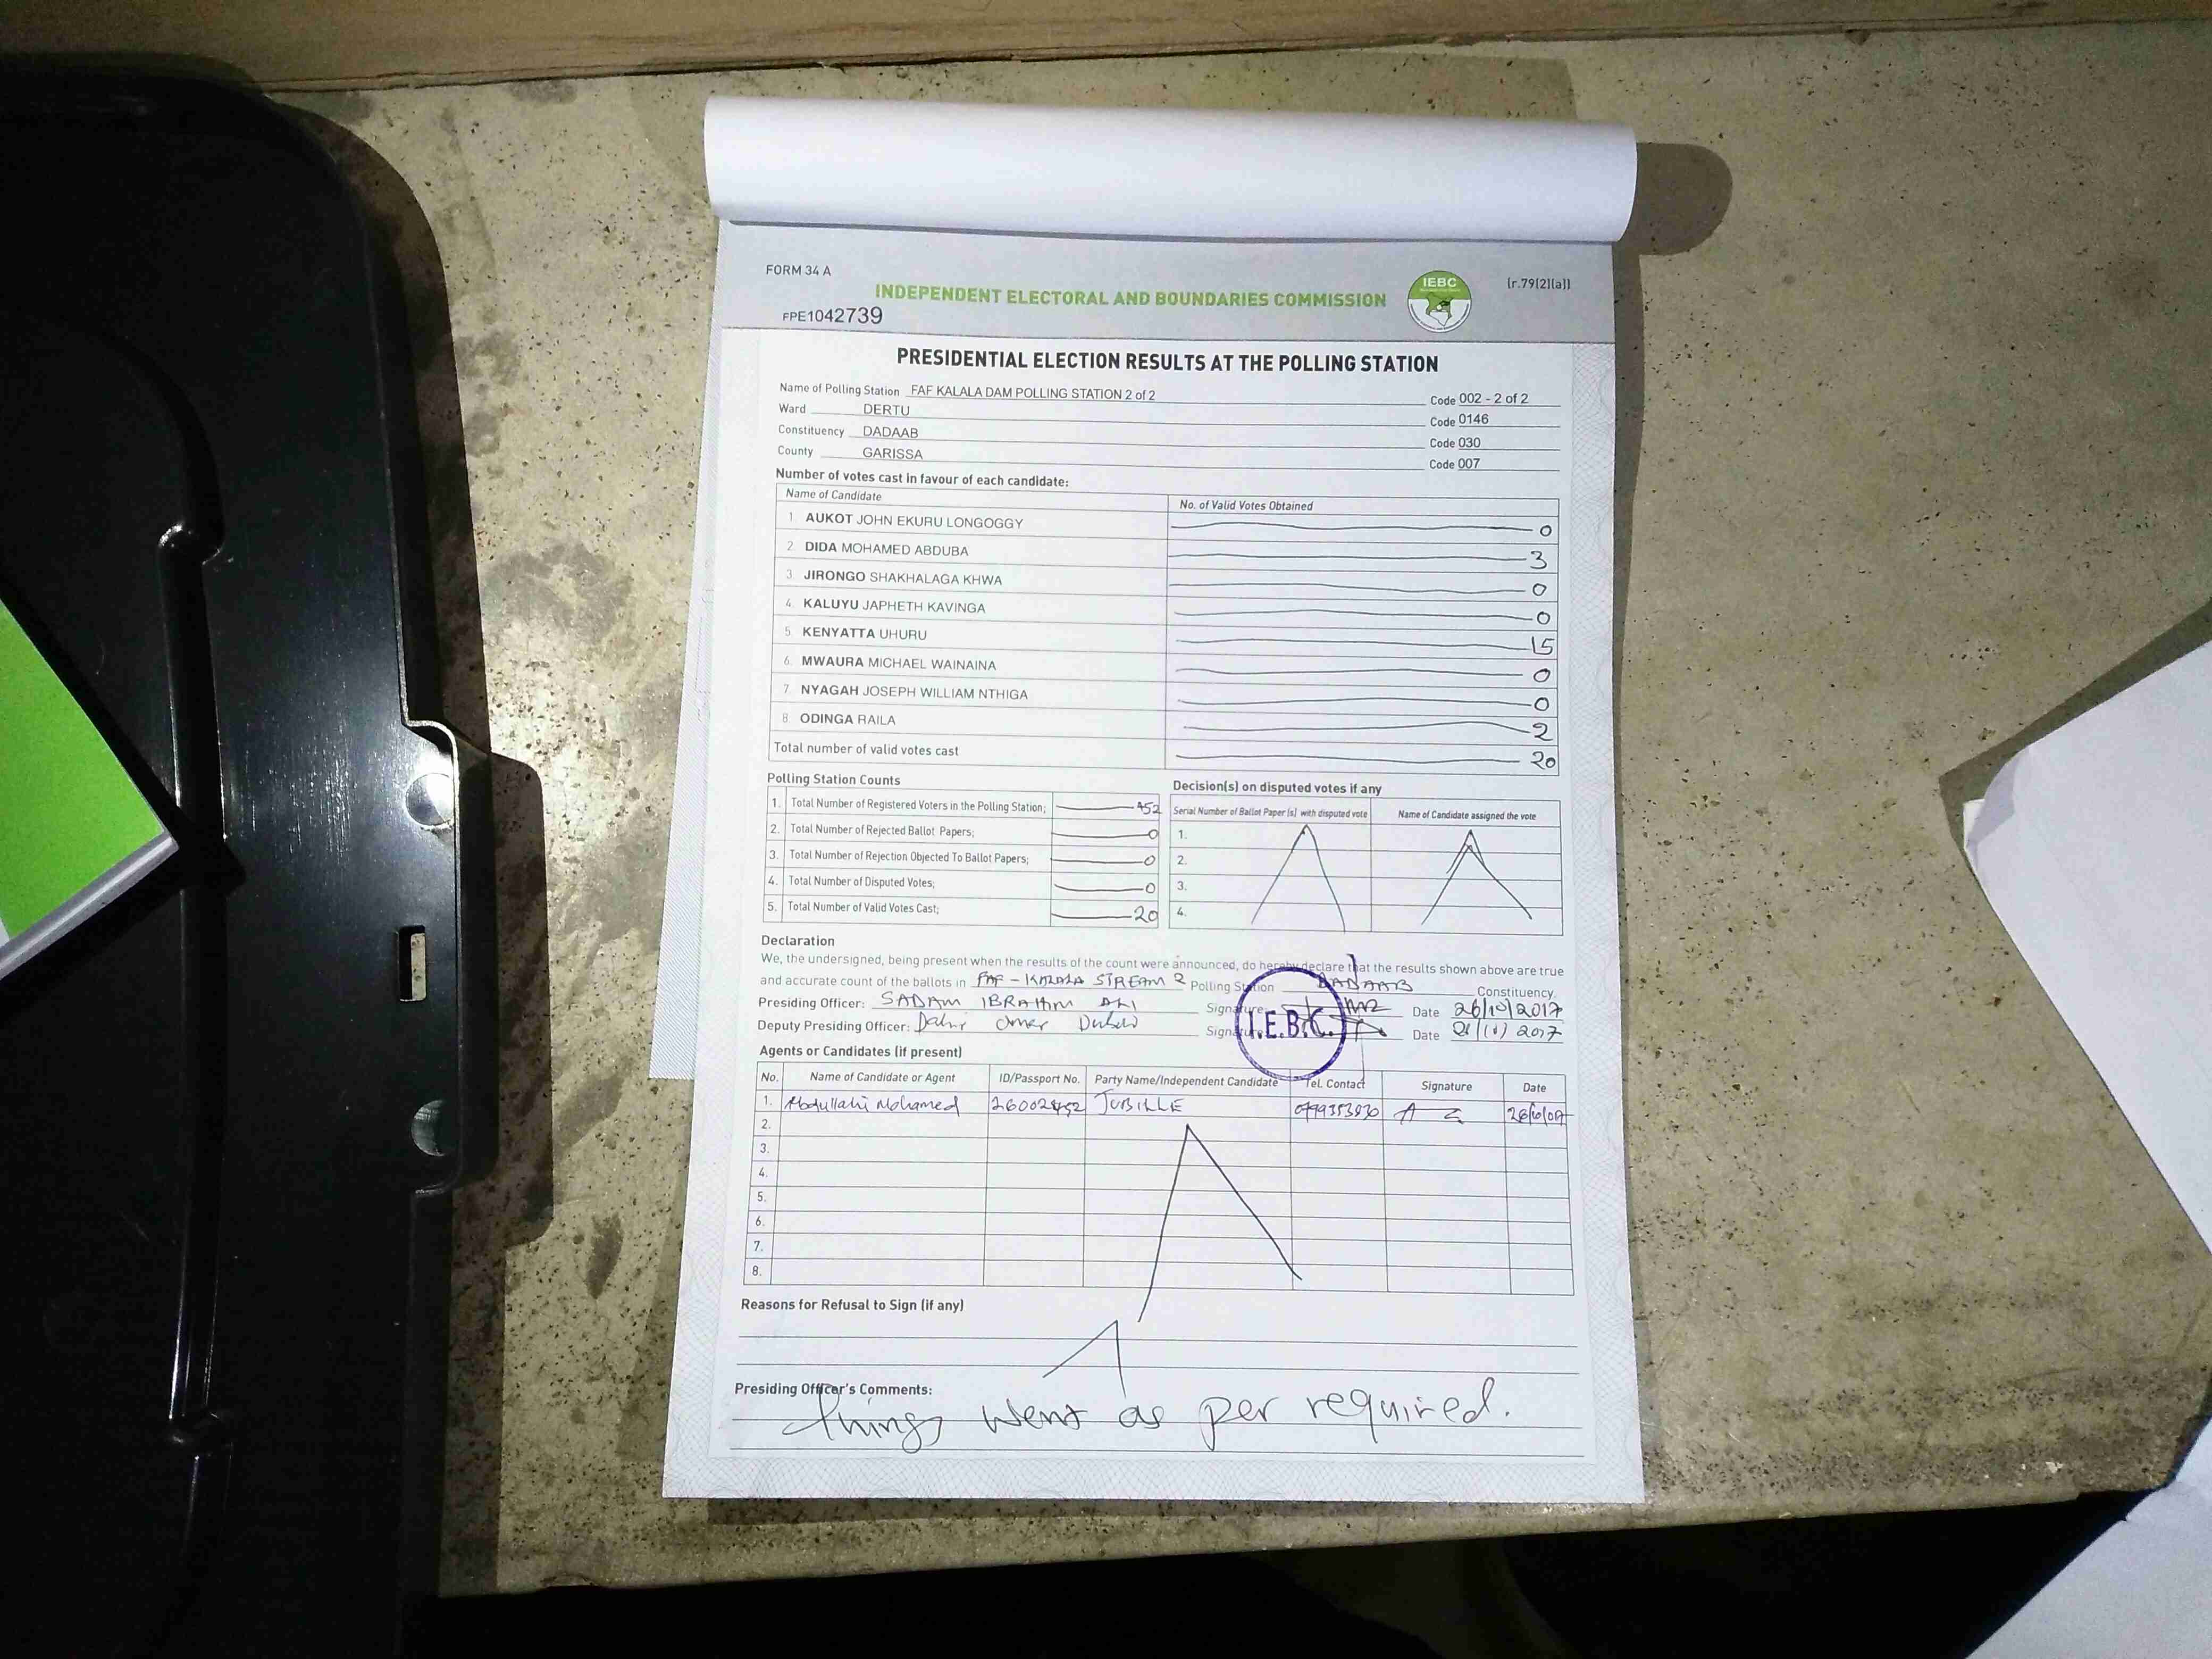 FORM 34 A
[r.79(2)(a)]
INDEPENDENT ELECTORAL AND BOUNDARIES COMMISSION
IEBC
FPE1042739
PRESIDENTIAL ELECTION RESULTS AT THE POLLING STATION
Name of Polling Station FAF KALALA DAM POLLING STATION 2 of 2 Code 002 - 2 of 2
Ward DERTU Code 0146
Constituency DADAAB Code 030
County GARISSA Code 007
Number of votes cast in favour of each candidate:
Name of Candidate No. of Valid Votes Obtained
1 AUKOT JOHN EKURU LONGOGGY 0
2. DIDA MOHAMED ABDUBA 3
3. JIRONGO SHAKHALAGA KHWA 0
4. KALUYU JAPHETH KAVINGA 0
5. KENYATTA UHURU 15
6. MWAURA MICHAEL WAINAINA 0
7. NYAGAH JOSEPH WILLIAM NTHIGA 0
8. ODINGA RAILA 2
Total number of valid votes cast 20
Polling Station Counts
1. Total Number of Registered Voters in the Polling Station; 452
2. Total Number of Rejected Ballot Papers; 0
3. Total Number of Rejection Objected To Ballot Papers; 0
4. Total Number of Disputed Votes; 0
5. Total Number of Valid Votes Cast; 20
Decision(s) on disputed votes if any
Serial Number of Ballot Paper (s) with disputed vote Name of Candidate assigned the vote
1.
2.
3.
4.
Declaration
We, the undersigned, being present when the results of the count were announced, do hereby declare that the results shown above are true
and accurate count of the ballots in FAF - KALALA STREAM 2 Polling Station DADAAB Constituency.
Presiding Officer: SADAM IBRAHIM ALI Signature Date 26/10/2017
Deputy Presiding Officer: Dahir Omar Signature Date 26/10/2017
I.E.B.C.
Agents or Candidates (if present)
No. Name of Candidate or Agent ID/Passport No. Party Name/Independent Candidate Tel. Contact Signature Date
1. Abdullahi Mohamed JUBILLE
2.
3.
4.
5.
6.
7.
8.
Reasons for Refusal to Sign (if any)
Presiding Officer's Comments:
things went as per required.